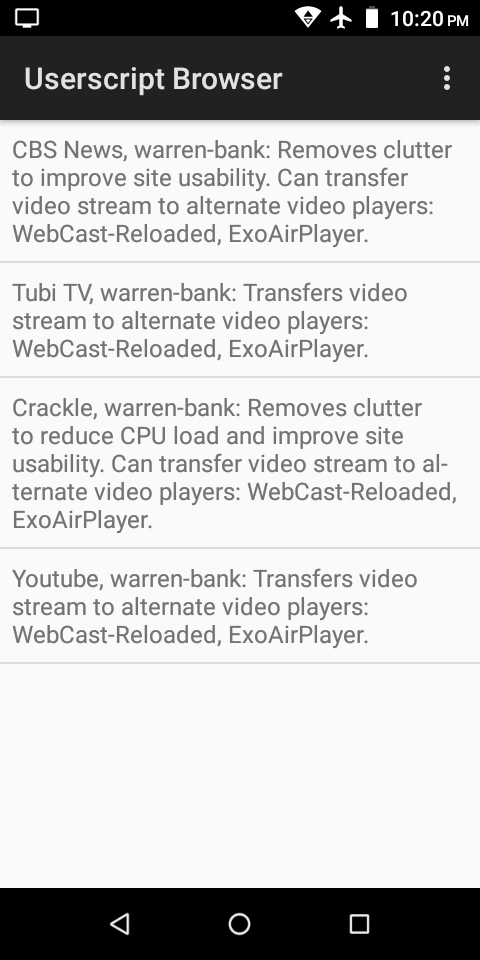 10:20 PM
Userscript Browser
CBS News, warren-bank: Removes clutter
to improve site usability. Can transfer
video stream to alternate video players:
WebCast-Reloaded, ExoAirPlayer.
Tubi TV, warren-bank: Transfers video
stream to alternate video players:
WebCast-Reloaded, ExoAirPlayer.
Crackle, warren-bank: Removes clutter
to reduce CPU load and improve site
usability. Can transfer video stream to al-
ternate video players: WebCast-Reloaded,
ExoAirPlayer.
Youtube, warren-bank: Transfers video
stream to alternate video players:
WebCast-Reloaded, ExoAirPlayer.